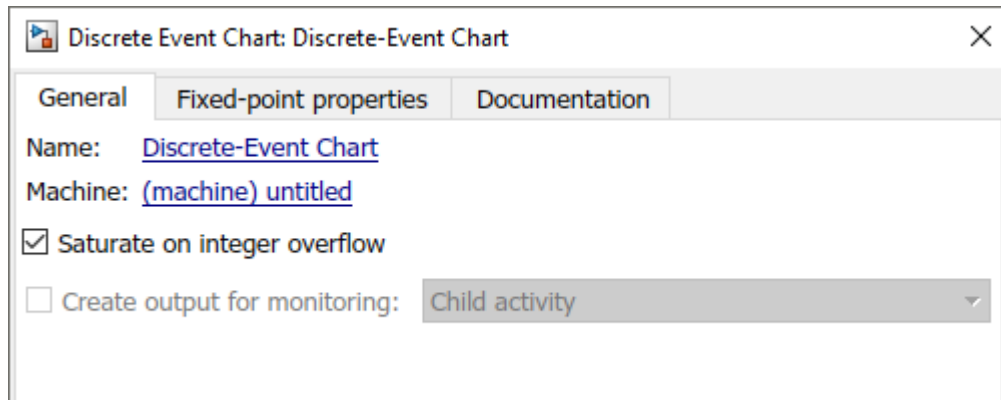 Discrete Event Chart: Discrete-Event Chart
General Fixed-point properties Documentation
Name: Discrete-Event Chart
Machine: (machine) untitled
Saturate on integer overflow
Create output for monitoring: Child activity